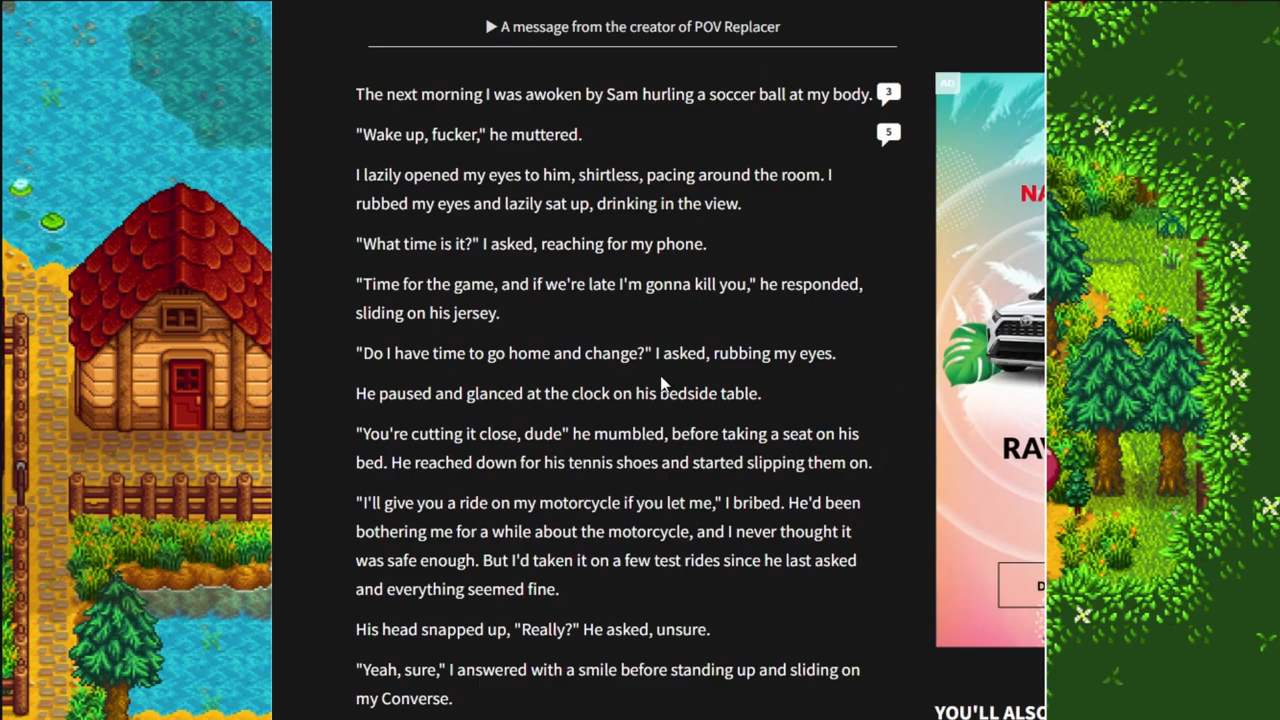 ▶ A message from the creator of POV Replacer
The next morning I was awoken by Sam hurling a soccer ball at my body.
3
"Wake up, fucker," he muttered.
5
I lazily opened my eyes to him, shirtless, pacing around the room. I
rubbed my eyes and lazily sat up, drinking in the view.
"What time is it?" I asked, reaching for my phone.
"Time for the game, and if we're late I'm gonna kill you," he responded,
sliding on his jersey.
"Do I have time to go home and change?" I asked, rubbing my eyes.
He paused and glanced at the clock on his bedside table.
"You're cutting it close, dude" he mumbled, before taking a seat on his
bed. He reached down for his tennis shoes and started slipping them on.
"I'll give you a ride on my motorcycle if you let me," I bribed. He'd been
bothering me for a while about the motorcycle, and I never thought it
was safe enough. But I'd taken it on a few test rides since he last asked
and everything seemed fine.
His head snapped up, "Really?" He asked, unsure.
"Yeah, sure," I answered with a smile before standing up and sliding on
my Converse.
AD
NA
RAV
D
YOU'LL ALSO